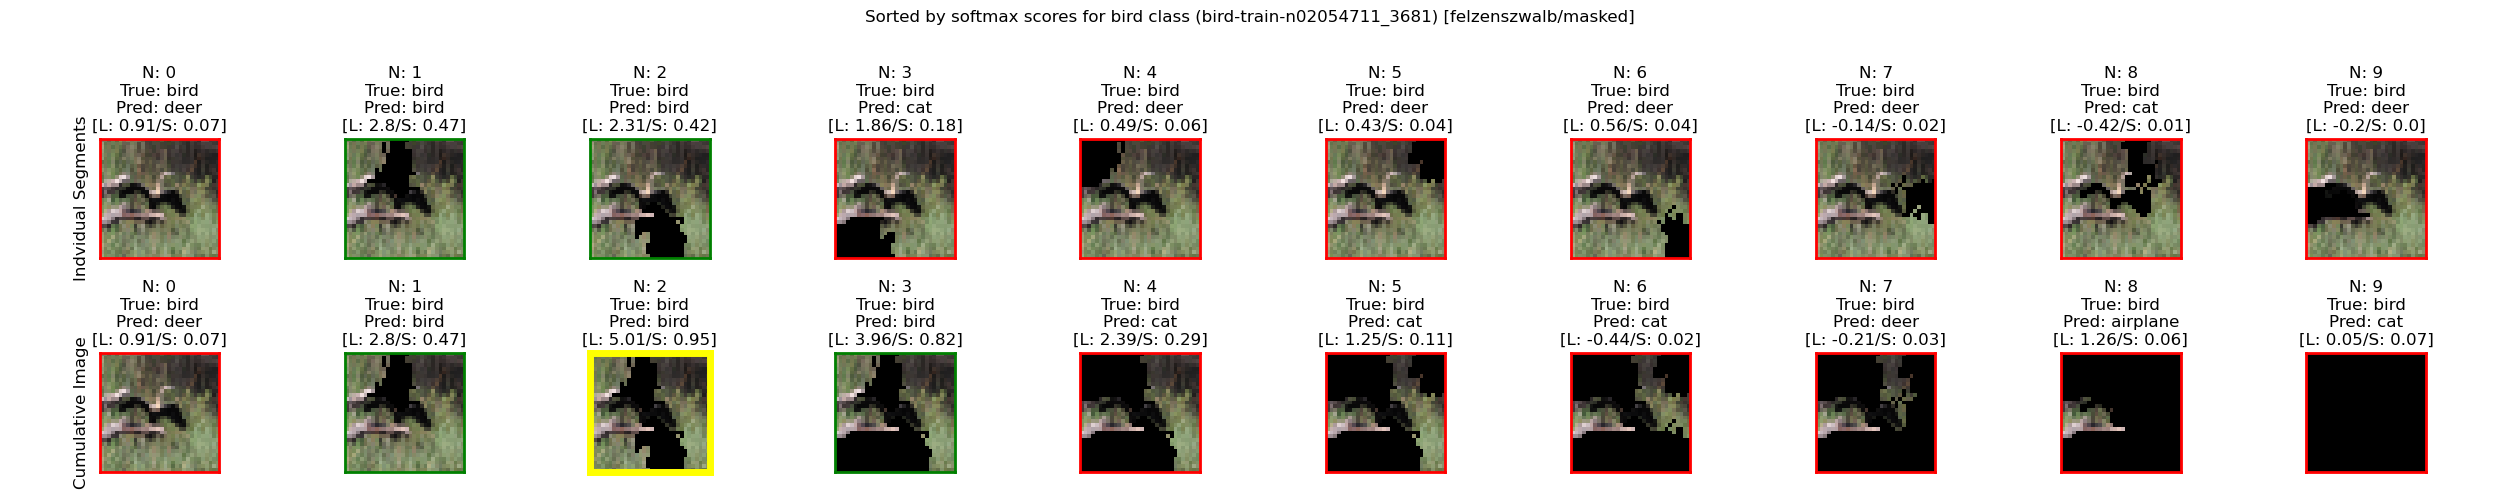 Sorted by softmax scores for bird class (bird-train-n02054711_3681) [felzenszwalb/masked]
Indvidual Segments
N: 0
True: bird
Pred: deer
[L: 0.91/S: 0.07]
N: 1
True: bird
Pred: bird
[L: 2.8/S: 0.47]
N: 2
True: bird
Pred: bird
[L: 2.31/S: 0.42]
N: 3
True: bird
Pred: cat
[L: 1.86/S: 0.18]
N: 4
True: bird
Pred: deer
[L: 0.49/S: 0.06]
N: 5
True: bird
Pred: deer
[L: 0.43/S: 0.04]
N: 6
True: bird
Pred: deer
[L: 0.56/S: 0.04]
N: 7
True: bird
Pred: deer
[L: -0.14/S: 0.02]
N: 8
True: bird
Pred: cat
[L: -0.42/S: 0.01]
N: 9
True: bird
Pred: deer
[L: -0.2/S: 0.0]
Cumulative Image
N: 0
True: bird
Pred: deer
[L: 0.91/S: 0.07]
N: 1
True: bird
Pred: bird
[L: 2.8/S: 0.47]
N: 2
True: bird
Pred: bird
[L: 5.01/S: 0.95]
N: 3
True: bird
Pred: bird
[L: 3.96/S: 0.82]
N: 4
True: bird
Pred: cat
[L: 2.39/S: 0.29]
N: 5
True: bird
Pred: cat
[L: 1.25/S: 0.11]
N: 6
True: bird
Pred: cat
[L: -0.44/S: 0.02]
N: 7
True: bird
Pred: deer
[L: -0.21/S: 0.03]
N: 8
True: bird
Pred: airplane
[L: 1.26/S: 0.06]
N: 9
True: bird
Pred: cat
[L: 0.05/S: 0.07]